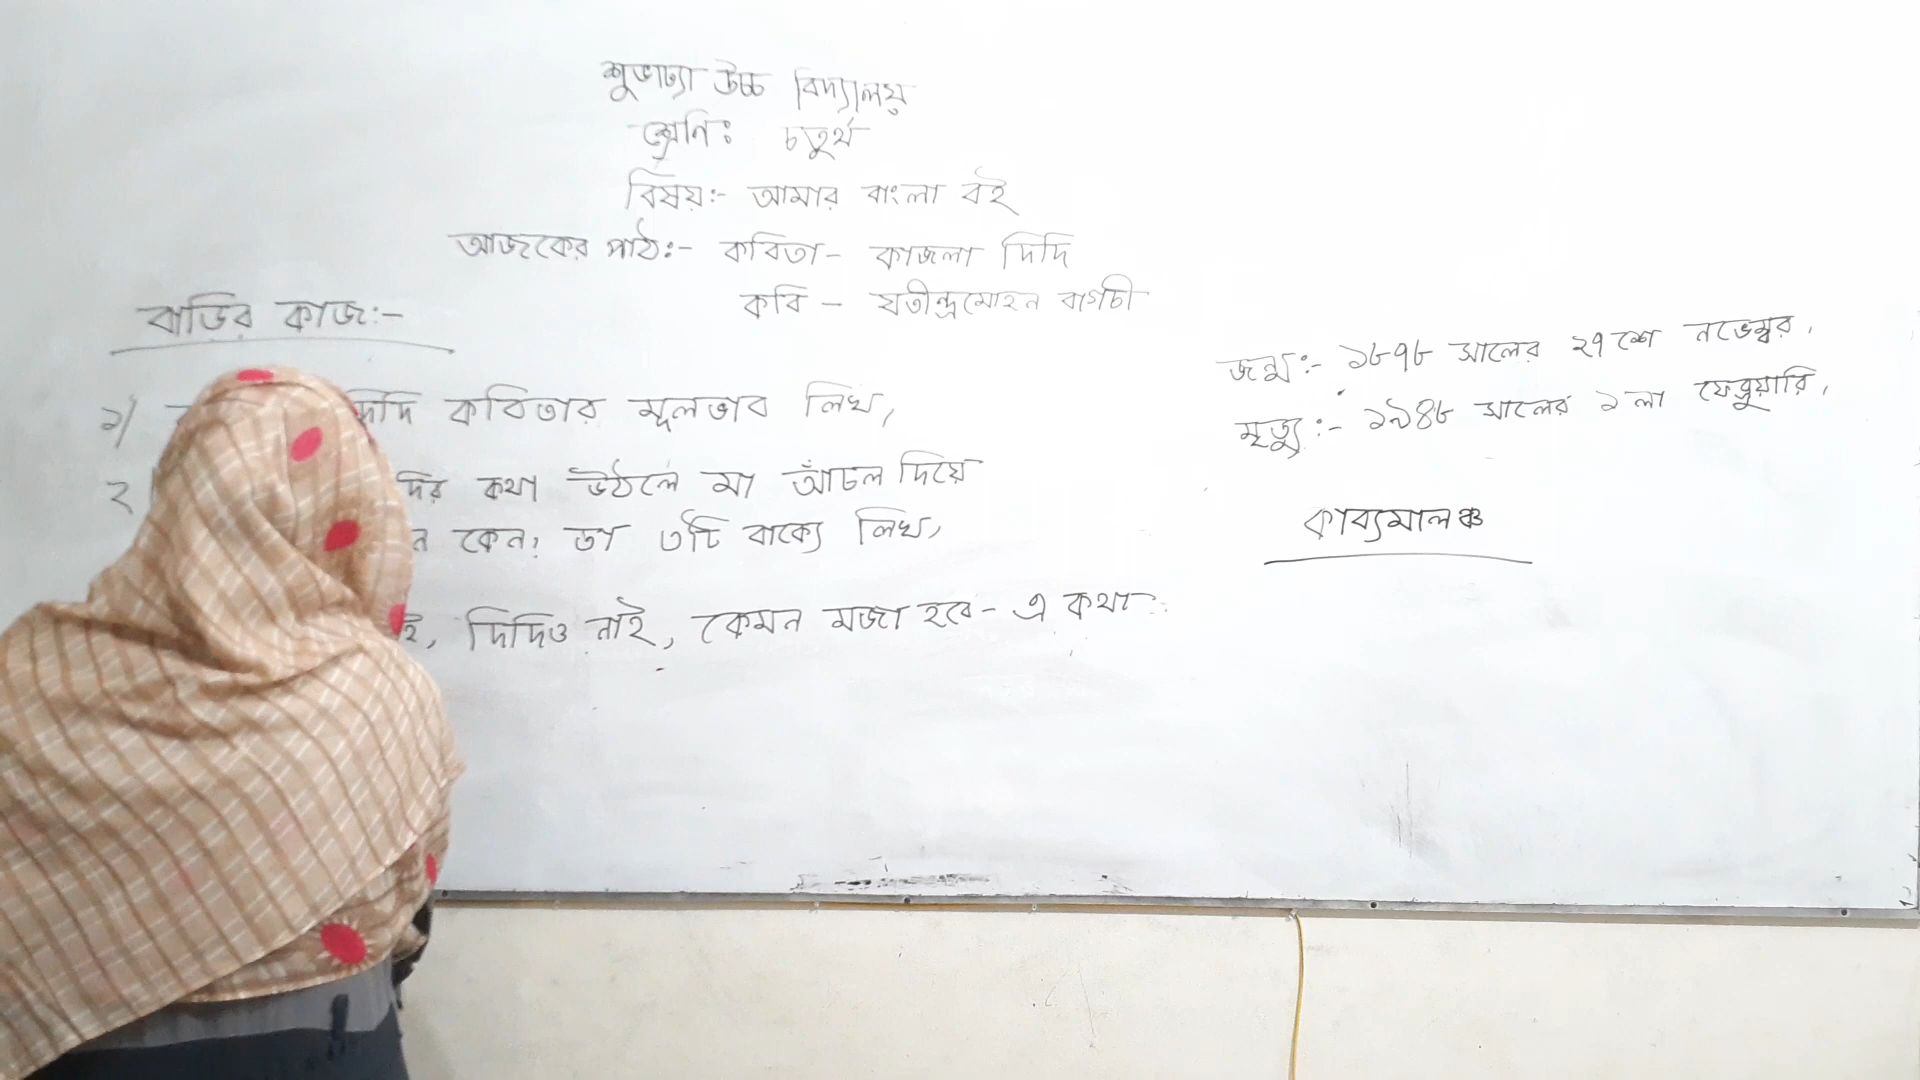 শুভাঢ্যা উচ্চ বিদ্যালয়
শ্রেণিঃ চতুর্থ
বিষয়ঃ- আমার বাংলা বই
আজকের পাঠঃ- কবিতা- কাজলা দিদি
কবি - যতীন্দ্রমোহন বাগচী
বাড়ির কাজঃ-
১/ দিদি কবিতার মূলভাব লিখ,
২ দির কথা উঠলে মা আঁচল দিয়ে
ন কেন? তা ৩টি বাক্যে লিখ,
ই, দিদিও নাই, কেমন মজা হবে- এ কথা
জন্মঃ- ১৮৭৮ সালের ২৭শে নভেম্বর,
মৃত্যুঃ- ১৯৪৮ সালের ১লা ফেব্রুয়ারি,
কাব্যমালঞ্চ